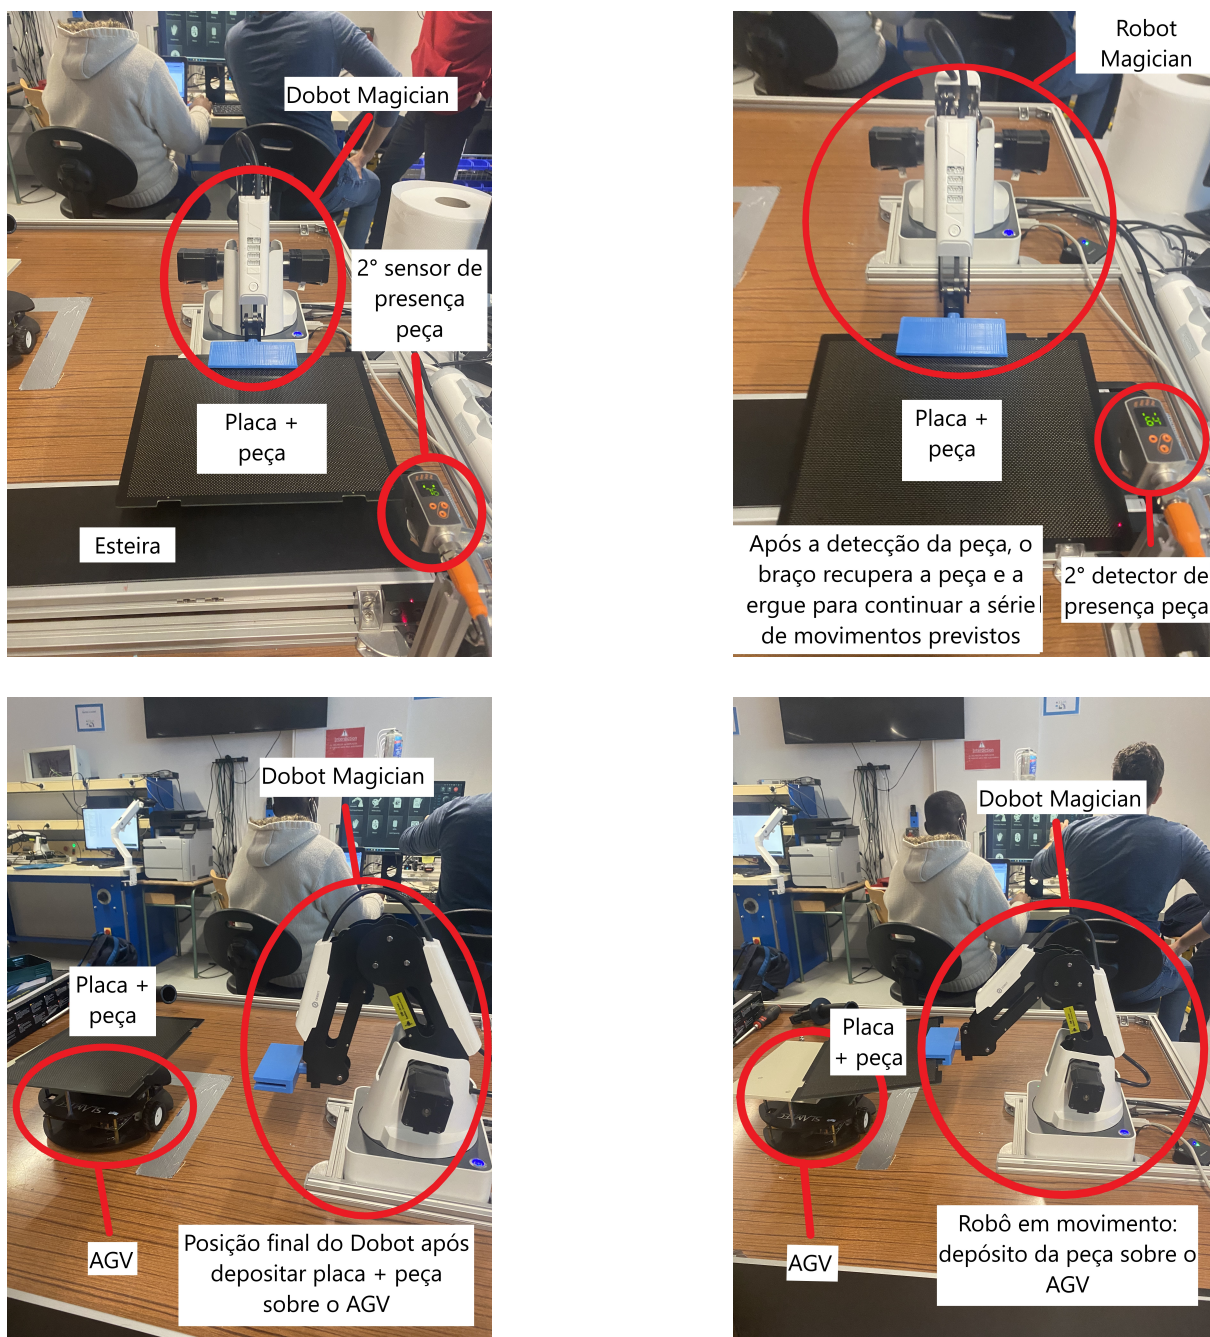 Dobot Magician
2° sensor de
presença
peça
Placa +
peça
Esteira
Robot
Magician
64
Placa +
peça
Após a detecção da peça, o
braço recupera a peça e a
ergue para continuar a série
de movimentos previstos
2° detector de
presença peça
Dobot Magician
Placa +
peça
AGV
Posição final do Dobot após
depositar placa + peça
sobre o AGV
Dobot Magician
Placa
+ peça
AGV
Robô em movimento:
depósito da peça sobre o
AGV